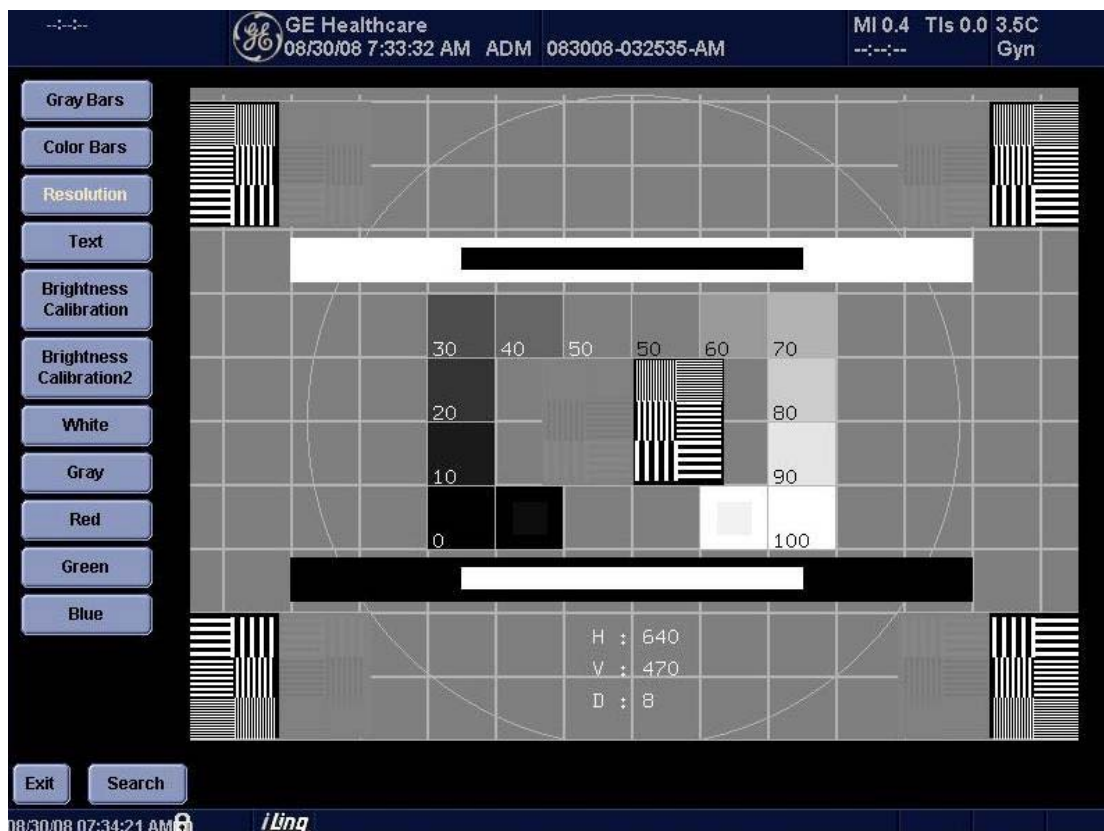 --:--:--
GE Healthcare
08/30/08 7:33:32 AM ADM 083008-032535-AM
MI 0.4 TIs 0.0 3.5C
--:--:-- Gyn
Gray Bars
Color Bars
Resolution
Text
Brightness
Calibration
Brightness
Calibration2
White
Gray
Red
Green
Blue
30 40 50 50 60 70
20 80
10 90
0 100
H : 640
V : 470
D : 8
Exit Search
08/30/08 07:34:21 AM iLinq